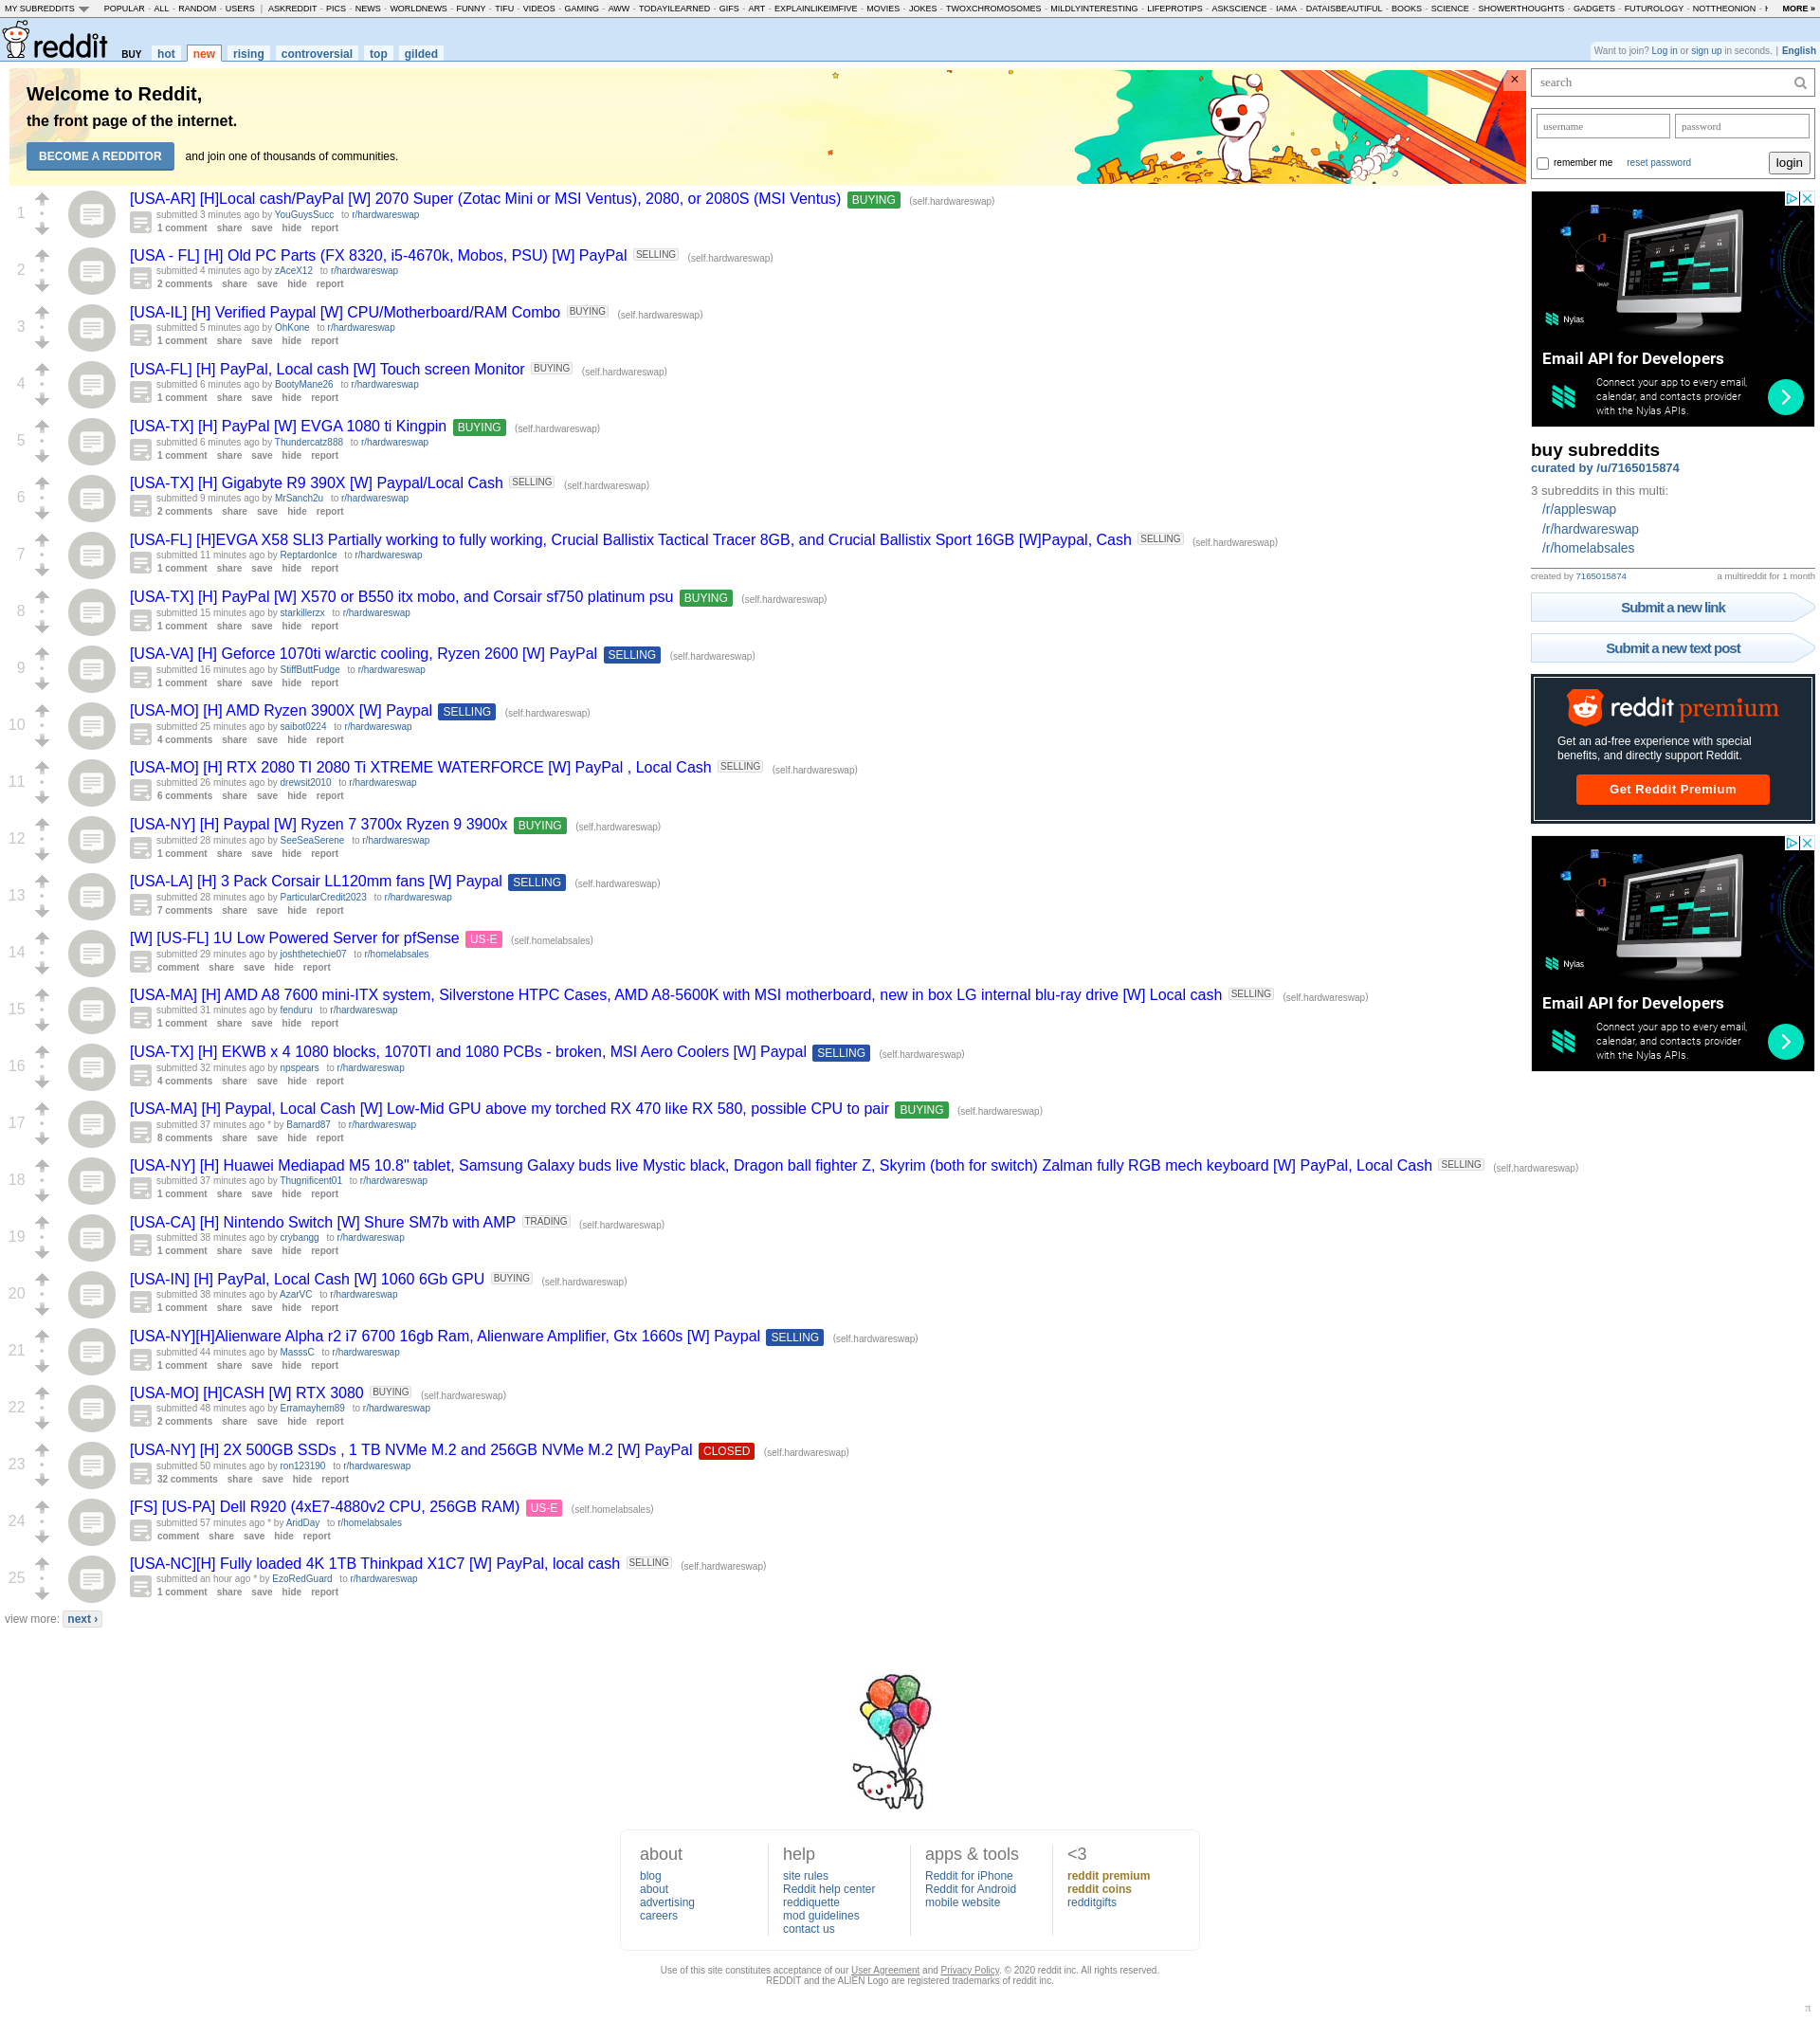 MY SUBREDDITS POPULAR - ALL - RANDOM - USERS | ASKREDDIT - PICS - NEWS - WORLDNEWS - FUNNY - TIFU - VIDEOS - GAMING - AWW - TODAYILEARNED - GIFS - ART - EXPLAINLIKEIMFIVE - MOVIES - JOKES - TWOXCHROMOSOMES - MILDLYINTERESTING - LIFEPROTIPS - ASKSCIENCE - IAMA - DATAISBEAUTIFUL - BOOKS - SCIENCE - SHOWERTHOUGHTS - GADGETS - FUTUROLOGY - NOTTHEONION - MORE »
reddit BUY hot new rising controversial top gilded
Want to join? Log in or sign up in seconds. | English
Welcome to Reddit,
the front page of the internet.
BECOME A REDDITOR and join one of thousands of communities.
×
1
[USA-AR] [H]Local cash/PayPal [W] 2070 Super (Zotac Mini or MSI Ventus), 2080, or 2080S (MSI Ventus) BUYING (self.hardwareswap)
submitted 3 minutes ago by YouGuysSucc to r/hardwareswap
1 comment share save hide report
2
[USA - FL] [H] Old PC Parts (FX 8320, i5-4670k, Mobos, PSU) [W] PayPal SELLING (self.hardwareswap)
submitted 4 minutes ago by zAceX12 to r/hardwareswap
2 comments share save hide report
3
[USA-IL] [H] Verified Paypal [W] CPU/Motherboard/RAM Combo BUYING (self.hardwareswap)
submitted 5 minutes ago by OhKone to r/hardwareswap
1 comment share save hide report
4
[USA-FL] [H] PayPal, Local cash [W] Touch screen Monitor BUYING (self.hardwareswap)
submitted 6 minutes ago by BootyMane26 to r/hardwareswap
1 comment share save hide report
5
[USA-TX] [H] PayPal [W] EVGA 1080 ti Kingpin BUYING (self.hardwareswap)
submitted 6 minutes ago by Thundercatz888 to r/hardwareswap
1 comment share save hide report
6
[USA-TX] [H] Gigabyte R9 390X [W] Paypal/Local Cash SELLING (self.hardwareswap)
submitted 9 minutes ago by MrSanch2u to r/hardwareswap
2 comments share save hide report
7
[USA-FL] [H]EVGA X58 SLI3 Partially working to fully working, Crucial Ballistix Tactical Tracer 8GB, and Crucial Ballistix Sport 16GB [W]Paypal, Cash SELLING (self.hardwareswap)
submitted 11 minutes ago by ReptardonIce to r/hardwareswap
1 comment share save hide report
8
[USA-TX] [H] PayPal [W] X570 or B550 itx mobo, and Corsair sf750 platinum psu BUYING (self.hardwareswap)
submitted 15 minutes ago by starkillerzx to r/hardwareswap
1 comment share save hide report
9
[USA-VA] [H] Geforce 1070ti w/arctic cooling, Ryzen 2600 [W] PayPal SELLING (self.hardwareswap)
submitted 16 minutes ago by StiffButtFudge to r/hardwareswap
1 comment share save hide report
10
[USA-MO] [H] AMD Ryzen 3900X [W] Paypal SELLING (self.hardwareswap)
submitted 25 minutes ago by saibot0224 to r/hardwareswap
4 comments share save hide report
11
[USA-MO] [H] RTX 2080 TI 2080 Ti XTREME WATERFORCE [W] PayPal , Local Cash SELLING (self.hardwareswap)
submitted 26 minutes ago by drewsit2010 to r/hardwareswap
6 comments share save hide report
12
[USA-NY] [H] Paypal [W] Ryzen 7 3700x Ryzen 9 3900x BUYING (self.hardwareswap)
submitted 28 minutes ago by SeeSeaSerene to r/hardwareswap
1 comment share save hide report
13
[USA-LA] [H] 3 Pack Corsair LL120mm fans [W] Paypal SELLING (self.hardwareswap)
submitted 28 minutes ago by ParticularCredit2023 to r/hardwareswap
7 comments share save hide report
14
[W] [US-FL] 1U Low Powered Server for pfSense US-E (self.homelabsales)
submitted 29 minutes ago by joshthetechie07 to r/homelabsales
comment share save hide report
15
[USA-MA] [H] AMD A8 7600 mini-ITX system, Silverstone HTPC Cases, AMD A8-5600K with MSI motherboard, new in box LG internal blu-ray drive [W] Local cash SELLING (self.hardwareswap)
submitted 31 minutes ago by fenduru to r/hardwareswap
1 comment share save hide report
16
[USA-TX] [H] EKWB x 4 1080 blocks, 1070TI and 1080 PCBs - broken, MSI Aero Coolers [W] Paypal SELLING (self.hardwareswap)
submitted 32 minutes ago by npspears to r/hardwareswap
4 comments share save hide report
17
[USA-MA] [H] Paypal, Local Cash [W] Low-Mid GPU above my torched RX 470 like RX 580, possible CPU to pair BUYING (self.hardwareswap)
submitted 37 minutes ago * by Barnard87 to r/hardwareswap
8 comments share save hide report
18
[USA-NY] [H] Huawei Mediapad M5 10.8" tablet, Samsung Galaxy buds live Mystic black, Dragon ball fighter Z, Skyrim (both for switch) Zalman fully RGB mech keyboard [W] PayPal, Local Cash SELLING (self.hardwareswap)
submitted 37 minutes ago by Thugnificent01 to r/hardwareswap
1 comment share save hide report
19
[USA-CA] [H] Nintendo Switch [W] Shure SM7b with AMP TRADING (self.hardwareswap)
submitted 38 minutes ago by crybangg to r/hardwareswap
1 comment share save hide report
20
[USA-IN] [H] PayPal, Local Cash [W] 1060 6Gb GPU BUYING (self.hardwareswap)
submitted 38 minutes ago by AzarVC to r/hardwareswap
1 comment share save hide report
21
[USA-NY][H]Alienware Alpha r2 i7 6700 16gb Ram, Alienware Amplifier, Gtx 1660s [W] Paypal SELLING (self.hardwareswap)
submitted 44 minutes ago by MasssC to r/hardwareswap
1 comment share save hide report
22
[USA-MO] [H]CASH [W] RTX 3080 BUYING (self.hardwareswap)
submitted 48 minutes ago by Erramayhem89 to r/hardwareswap
2 comments share save hide report
23
[USA-NY] [H] 2X 500GB SSDs , 1 TB NVMe M.2 and 256GB NVMe M.2 [W] PayPal CLOSED (self.hardwareswap)
submitted 50 minutes ago by ron123190 to r/hardwareswap
32 comments share save hide report
24
[FS] [US-PA] Dell R920 (4xE7-4880v2 CPU, 256GB RAM) US-E (self.homelabsales)
submitted 57 minutes ago * by AridDay to r/homelabsales
comment share save hide report
25
[USA-NC][H] Fully loaded 4K 1TB Thinkpad X1C7 [W] PayPal, local cash SELLING (self.hardwareswap)
submitted an hour ago * by EzoRedGuard to r/hardwareswap
1 comment share save hide report
view more: next ›
search
username password
remember me reset password login
Nylas
Email API for Developers
Connect your app to every email,
calendar, and contacts provider
with the Nylas APIs.
buy subreddits
curated by /u/7165015874
3 subreddits in this multi:
/r/appleswap
/r/hardwareswap
/r/homelabsales
created by 7165015874 a multireddit for 1 month
Submit a new link
Submit a new text post
reddit premium
Get an ad-free experience with special
benefits, and directly support Reddit.
Get Reddit Premium
Nylas
Email API for Developers
Connect your app to every email,
calendar, and contacts provider
with the Nylas APIs.
about
blog
about
advertising
careers
help
site rules
Reddit help center
reddiquette
mod guidelines
contact us
apps & tools
Reddit for iPhone
Reddit for Android
mobile website
<3
reddit premium
reddit coins
redditgifts
Use of this site constitutes acceptance of our User Agreement and Privacy Policy. © 2020 reddit inc. All rights reserved.
REDDIT and the ALIEN Logo are registered trademarks of reddit inc.
π